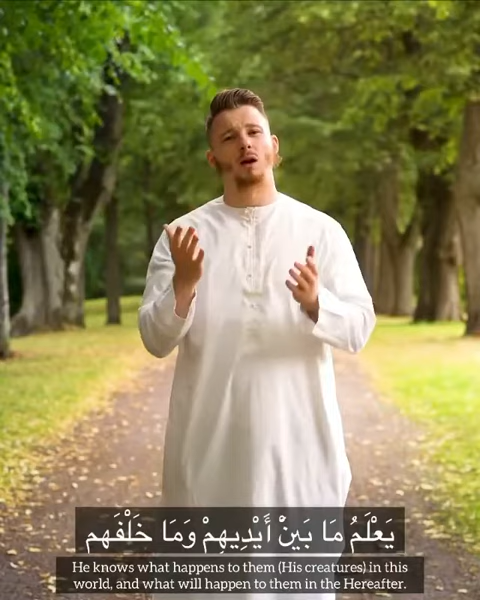 يَعْلَمُ مَا بَيْنَ أَيْدِيهِمْ وَمَا خَلْفَهم
He knows what happens to them (His creatures) in this
world, and what will happen to them in the Hereafter.